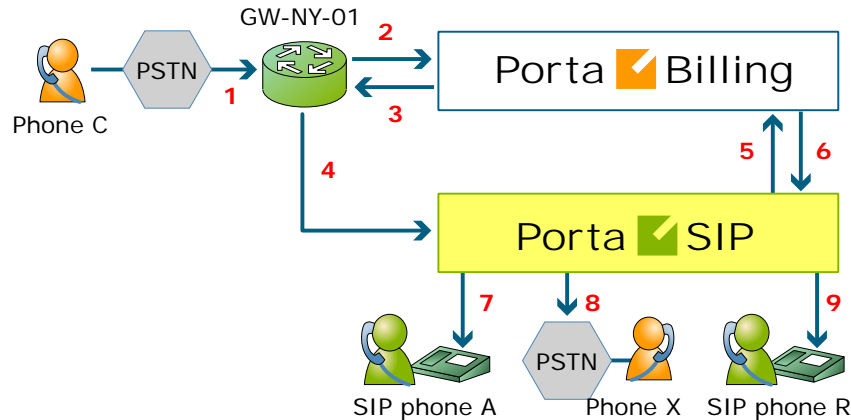 GW-NY-01
2
Porta Billing
PSTN
1
3
Phone C
4
5
6
Porta SIP
7
8
9
PSTN
SIP phone A
Phone X
SIP phone R